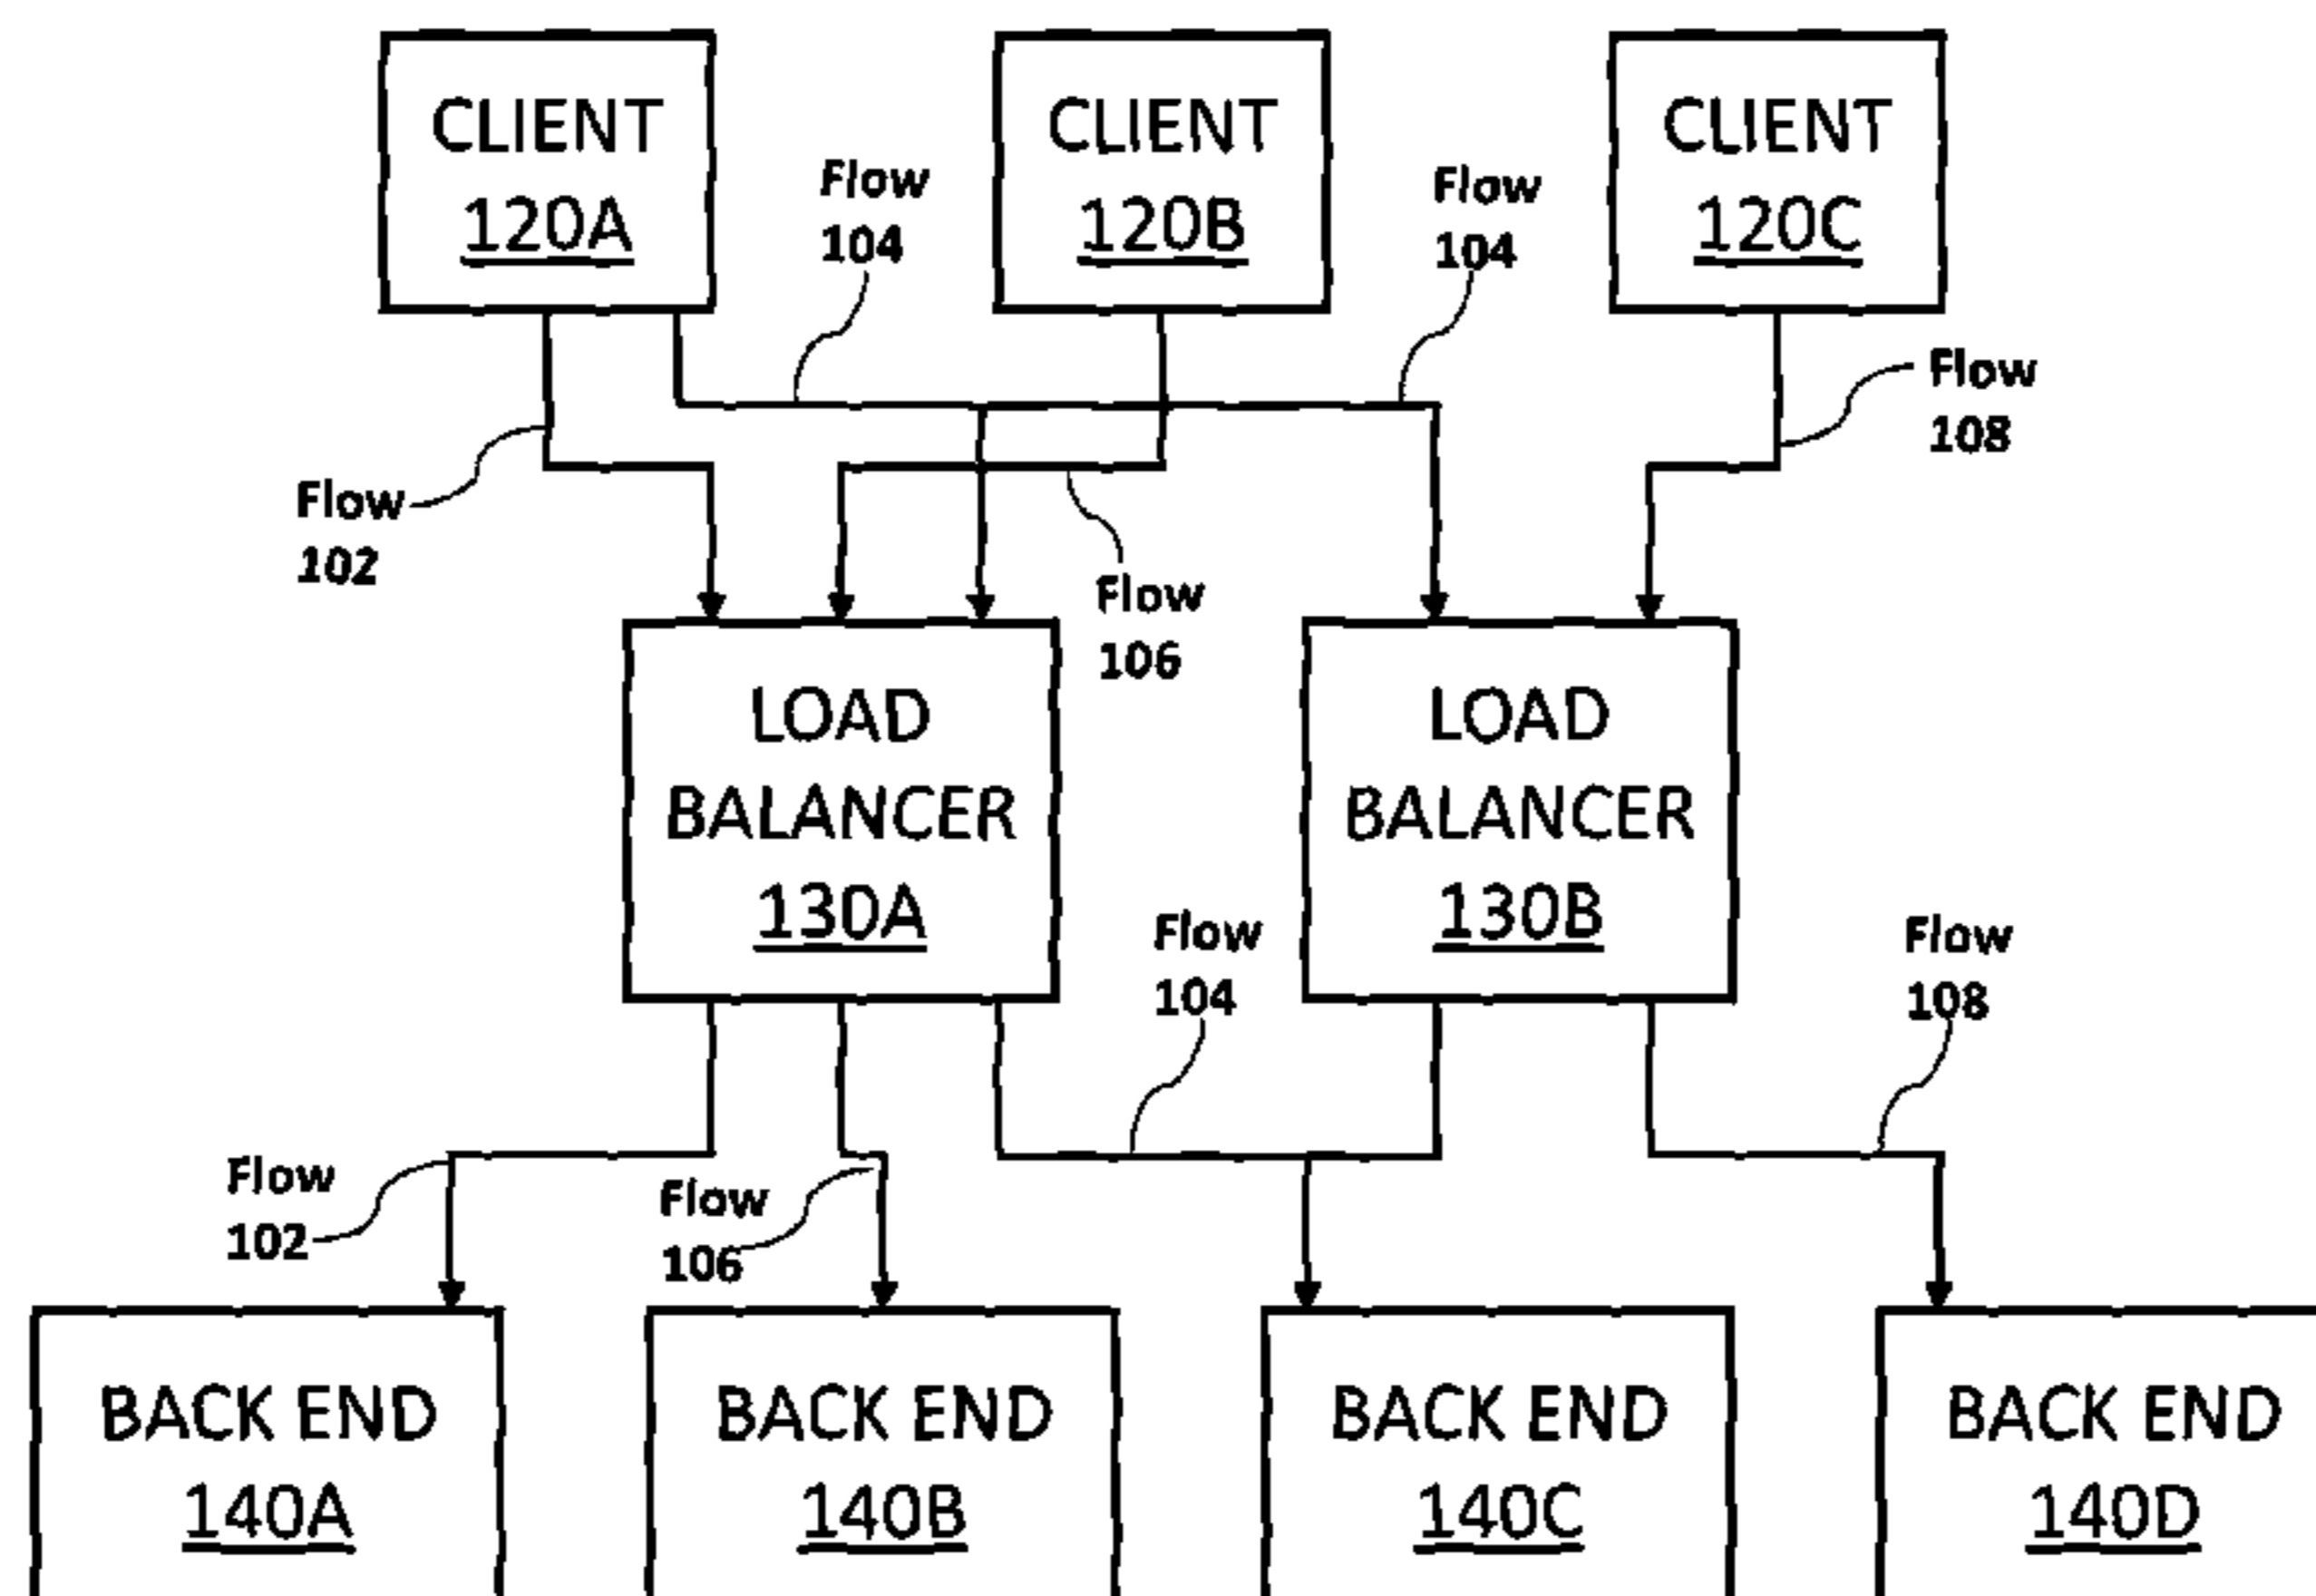 CLIENT
120A
Flow
104
CLIENT
120B
Flow
104
CLIENT
120C
Flow
108
Flow
102
Flow
106
LOAD
BALANCER
130A
LOAD
BALANCER
130B
Flow
104
Flow
108
Flow
102
Flow
106
BACK END
140A
BACK END
140B
BACK END
140C
BACK END
140D